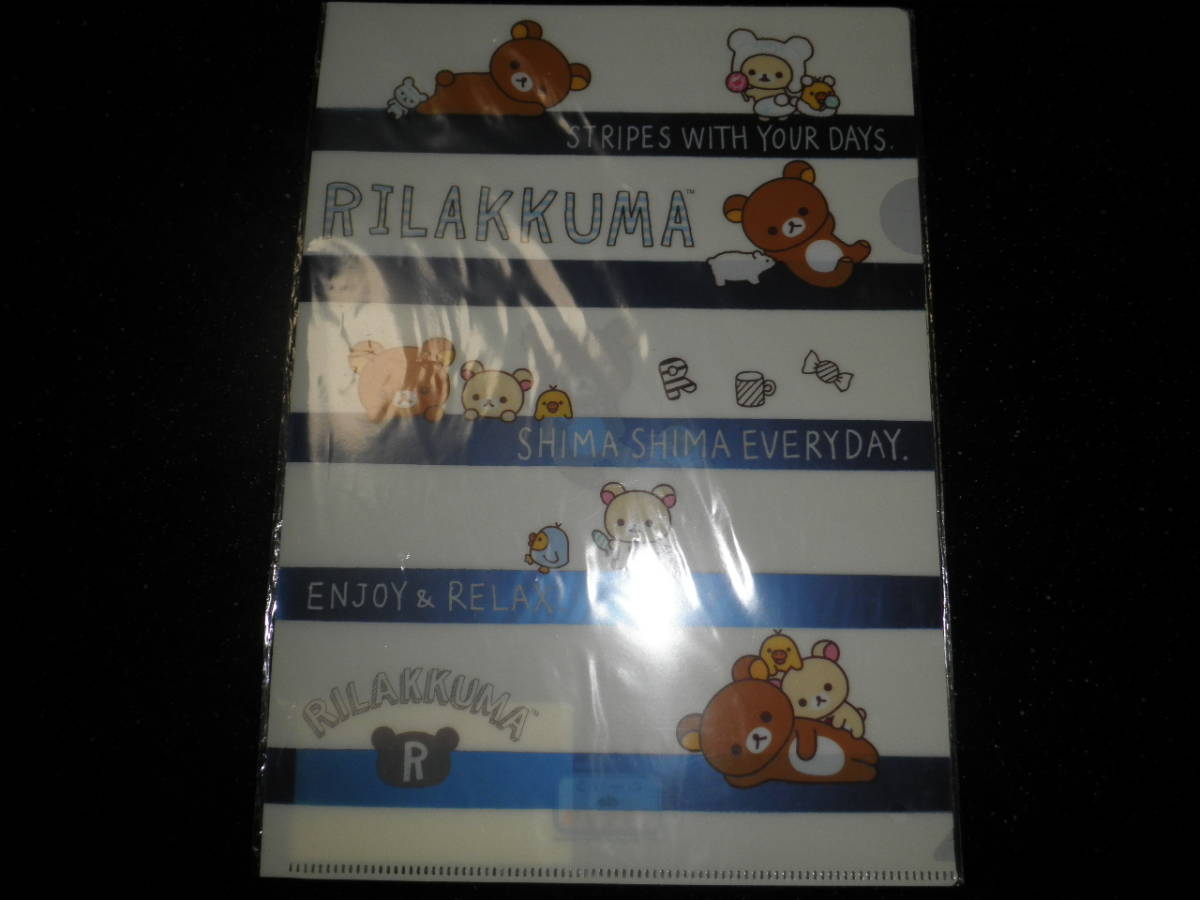 STRIPES WITH YOUR DAYS.
RILAKKUMA™
R
SHIMA SHIMA EVERYDAY.
ENJOY & RELAX.
RILAKKUMA™
R